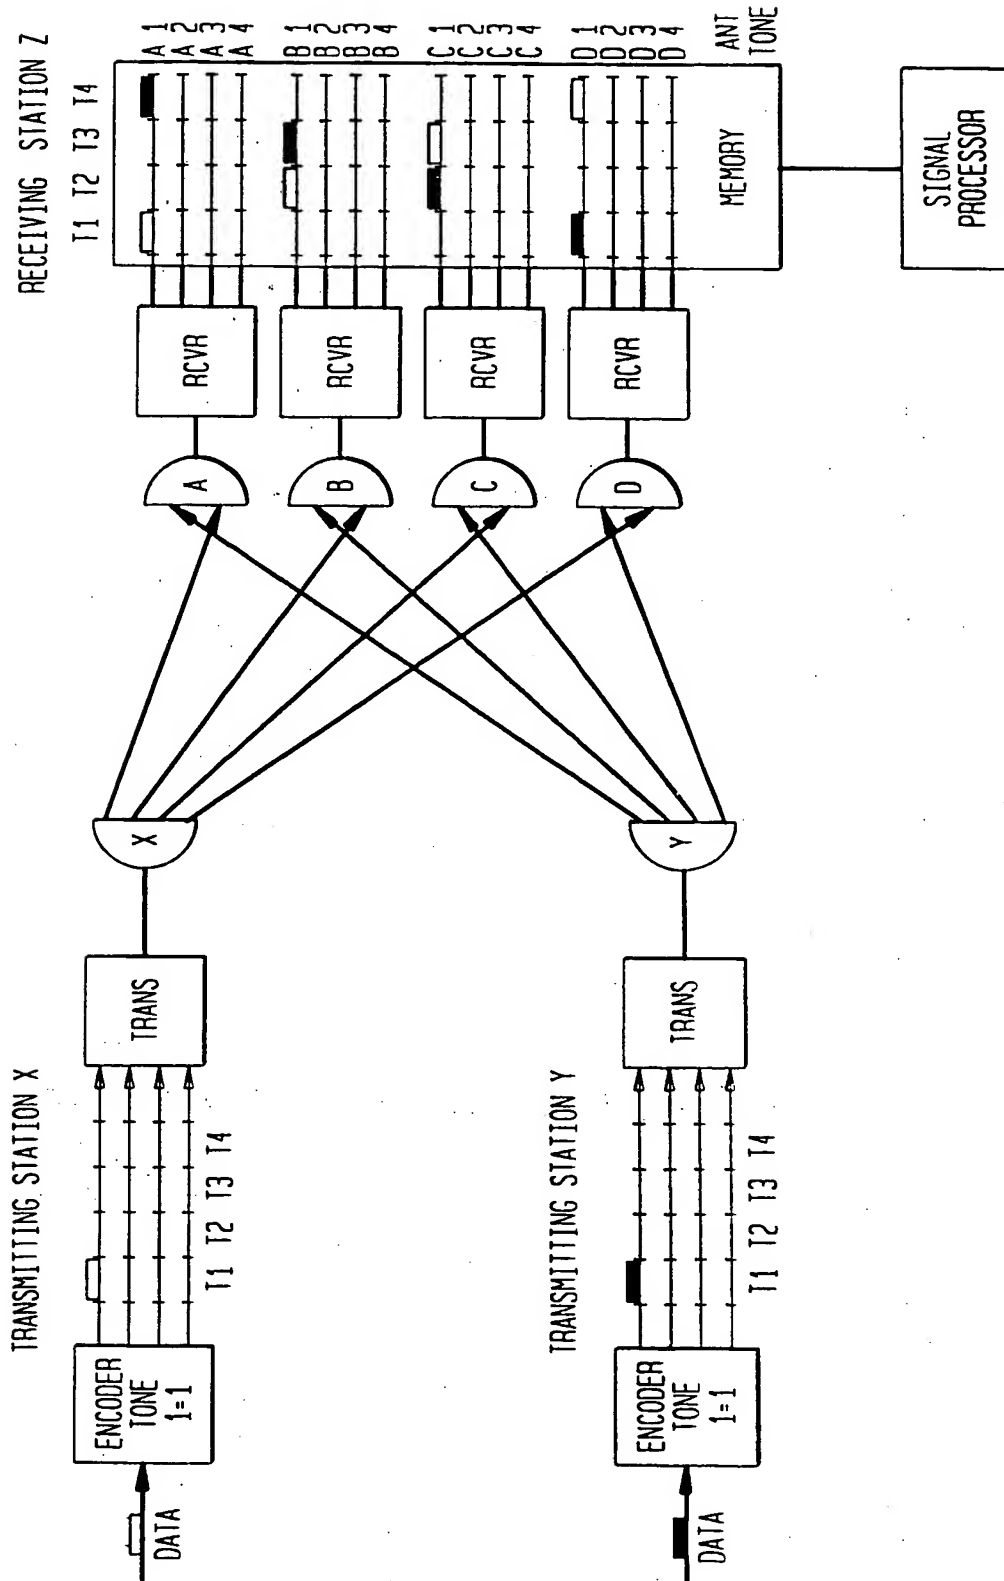 TRANSMITTING STATION X
DATA
ENCODER
TONE
1=1
T1 T2 T3 T4
TRANS
X
TRANSMITTING STATION Y
DATA
ENCODER
TONE
1=1
T1 T2 T3 T4
TRANS
Y
RECEIVING STATION Z
T1 T2 T3 T4
A
RCVR
A 1
A 2
A 3
A 4
B
RCVR
B 1
B 2
B 3
B 4
C
RCVR
C 1
C 2
C 3
C 4
D
RCVR
D 1
D 2
D 3
D 4
MEMORY
ANT
TONE
SIGNAL
PROCESSOR